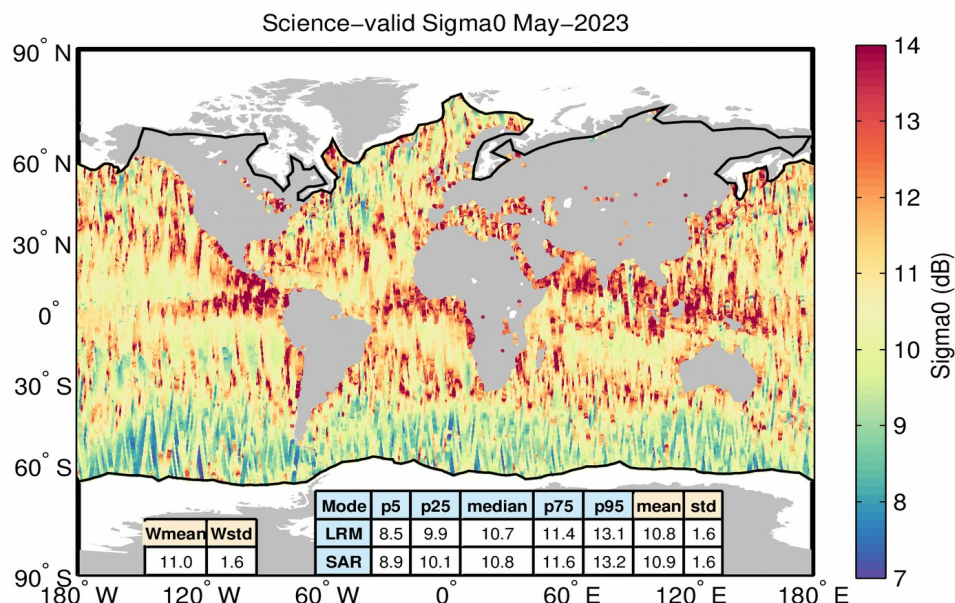 Science−valid Sigma0 May−2023
90° N
60° N
30° N
0°
30° S
60° S
90° S
180° W 120° W 60° W 0° 60° E 120° E 180° E
14
13
12
11
10
9
8
7
Sigma0 (dB)
Wmean Wstd
11.0 1.6
Mode p5 p25 median p75 p95 mean std
LRM 8.5 9.9 10.7 11.4 13.1 10.8 1.6
SAR 8.9 10.1 10.8 11.6 13.2 10.9 1.6